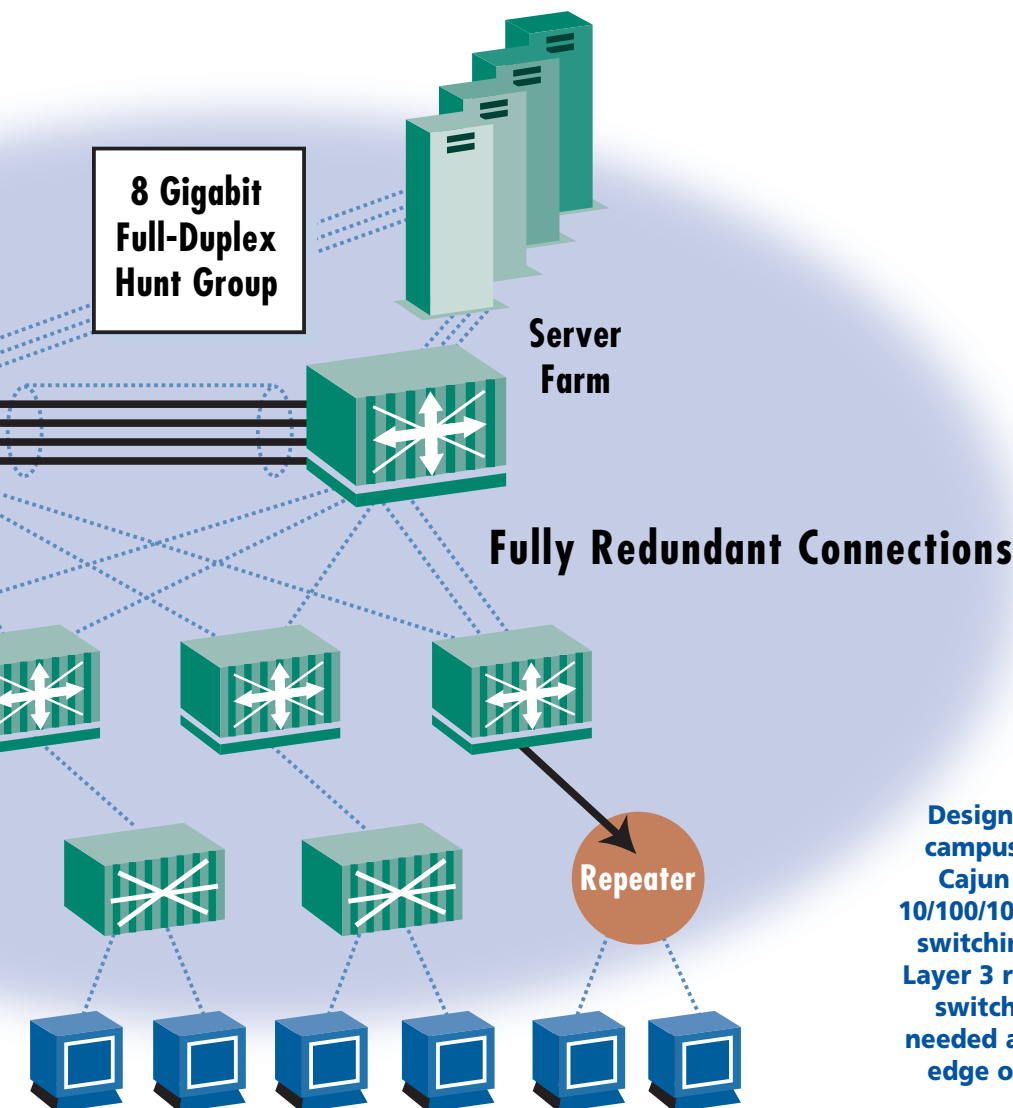 8 Gigabit
Full-Duplex
Hunt Group
Server
Farm
Fully Redundant Connections
Repeater
Design
campus
Cajun
10/100/10
switchin
Layer 3 r
switch
needed a
edge o